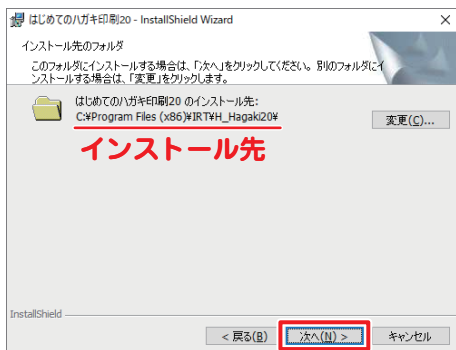 はじめてのハガキ印刷20 - InstallShield Wizard
インストール先のフォルダ
このフォルダにインストールする場合は、「次へ」をクリックしてください。別のフォルダにイ
ンストールする場合は、「変更」をクリックします。
はじめてのハガキ印刷20 のインストール先:
C:¥Program Files (x86)¥IRT¥H_Hagaki20¥
変更(C)...
インストール先
InstallShield
< 戻る(B)
次へ(N) >
キャンセル